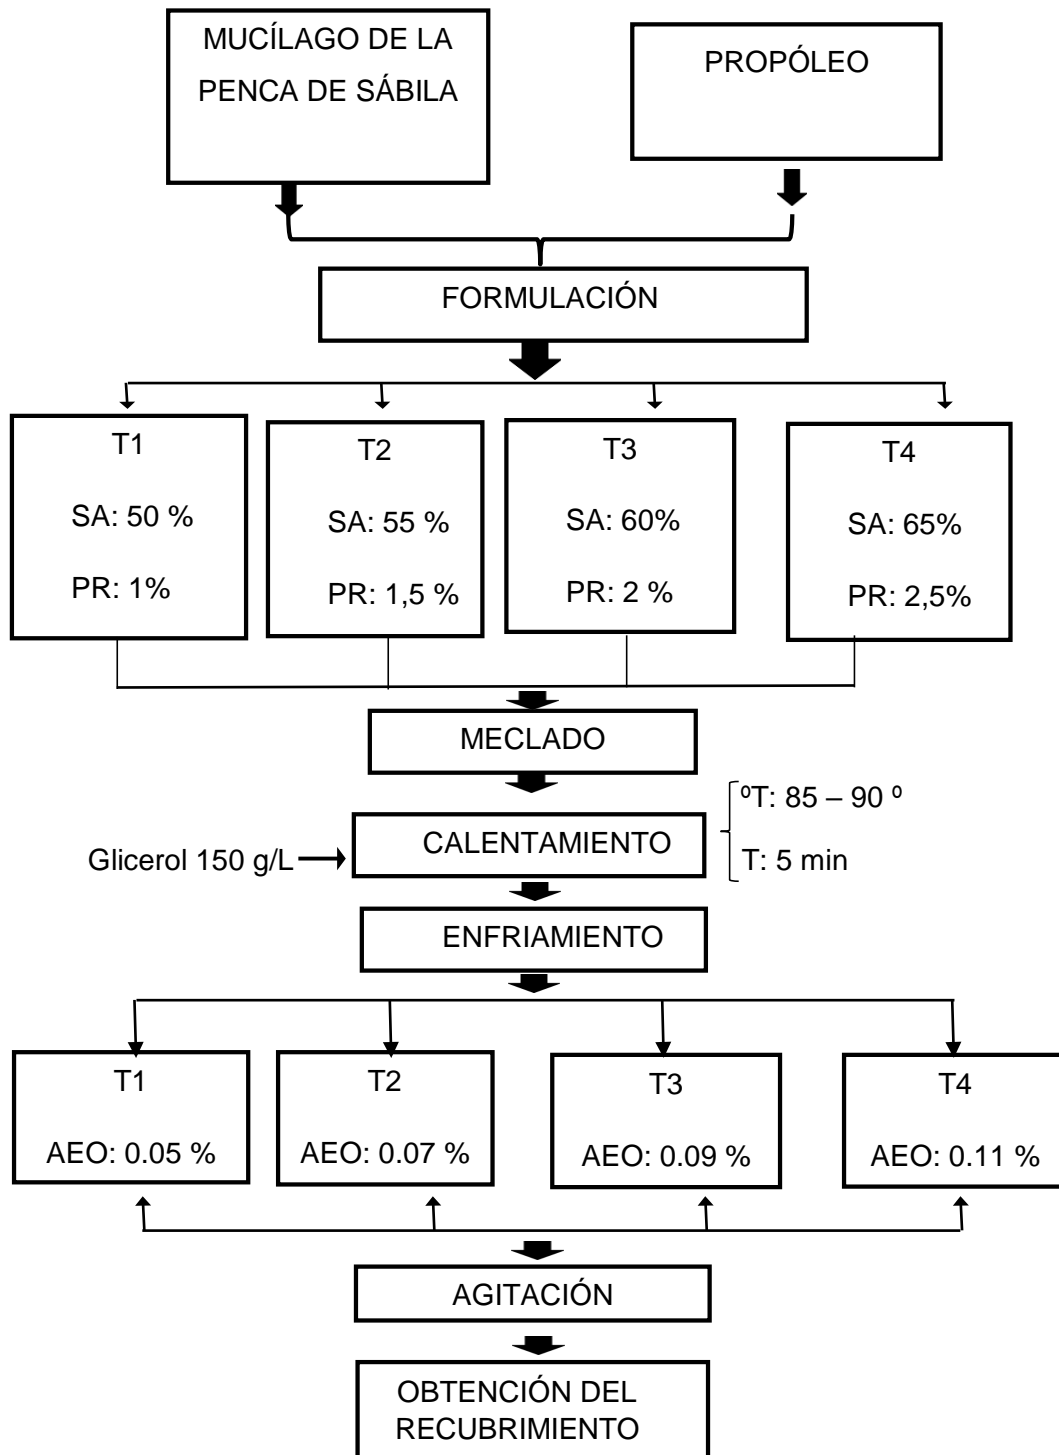 MUCÍLAGO DE LA
PENCA DE SÁBILA
PROPÓLEO
FORMULACIÓN
T1
SA: 50 %
PR: 1%
T2
SA: 55 %
PR: 1,5 %
T3
SA: 60%
PR: 2 %
T4
SA: 65%
PR: 2,5%
MECLADO
Glicerol 150 g/L
CALENTAMIENTO
ºT: 85 – 90 º
T: 5 min
ENFRIAMIENTO
T1
AEO: 0.05 %
T2
AEO: 0.07 %
T3
AEO: 0.09 %
T4
AEO: 0.11 %
AGITACIÓN
OBTENCIÓN DEL
RECUBRIMIENTO